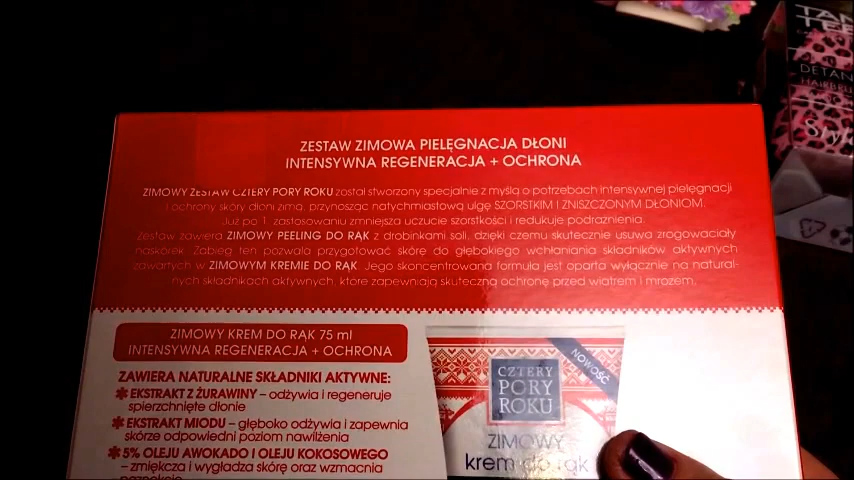 ZESTAW ZIMOWA PIELĘGNACJA DŁONI
INTENSYWNA REGENERACJA + OCHRONA
ZIMOWY ZESTAW CZTERY PORY ROKU został stworzony specjalnie z myślą o potrzebach intensywnej pielęgnacji
i ochrony skóry dłoni zimą, przynosząc natychmiastową ulgę SZORSTKIM I ZNISZCZONYM DŁONIOM.
Już po 1. zastosowaniu zmniejsza uczucie szorstkości i redukuje podrażnienia.
Zestaw zawiera ZIMOWY PEELING DO RĄK z drobinkami soli, dzięki czemu skutecznie usuwa zrogowaciały
naskórek. Zabieg ten pozwala przygotować skórę do głębokiego wchłaniania składników aktywnych
zawartych w ZIMOWYM KREMIE DO RĄK. Jego skoncentrowana formuła jest oparta wyłącznie na natural-
nych składnikach aktywnych, które zapewniają skuteczną ochronę przed wiatrem i mrozem.
ZIMOWY KREM DO RĄK 75 ml
INTENSYWNA REGENERACJA + OCHRONA
ZAWIERA NATURALNE SKŁADNIKI AKTYWNE:
EKSTRAKT Z ŻURAWINY – odżywia i regeneruje
spierzchnięte dłonie
EKSTRAKT MIODU – głęboko odżywia i zapewnia
skórze odpowiedni poziom nawilżenia
5% OLEJU AWOKADO I OLEJU KOKOSOWEGO
– zmiękcza i wygładza skórę oraz wzmacnia
NOWOŚĆ
CZTERY
PORY
ROKU
ZIMOWY
krem do rąk
DETAN